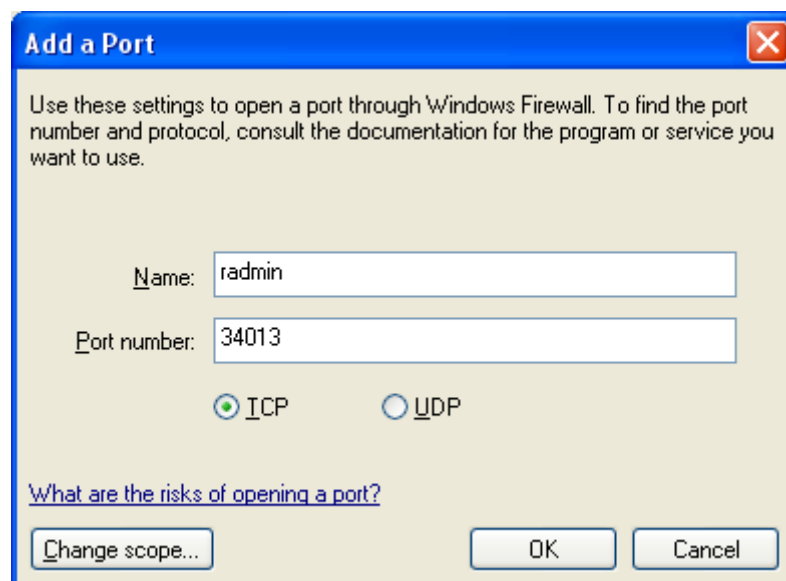 Add a Port
Use these settings to open a port through Windows Firewall. To find the port
number and protocol, consult the documentation for the program or service you
want to use.
Name: radmin
Port number: 34013
TCP UDP
What are the risks of opening a port?
Change scope... OK Cancel